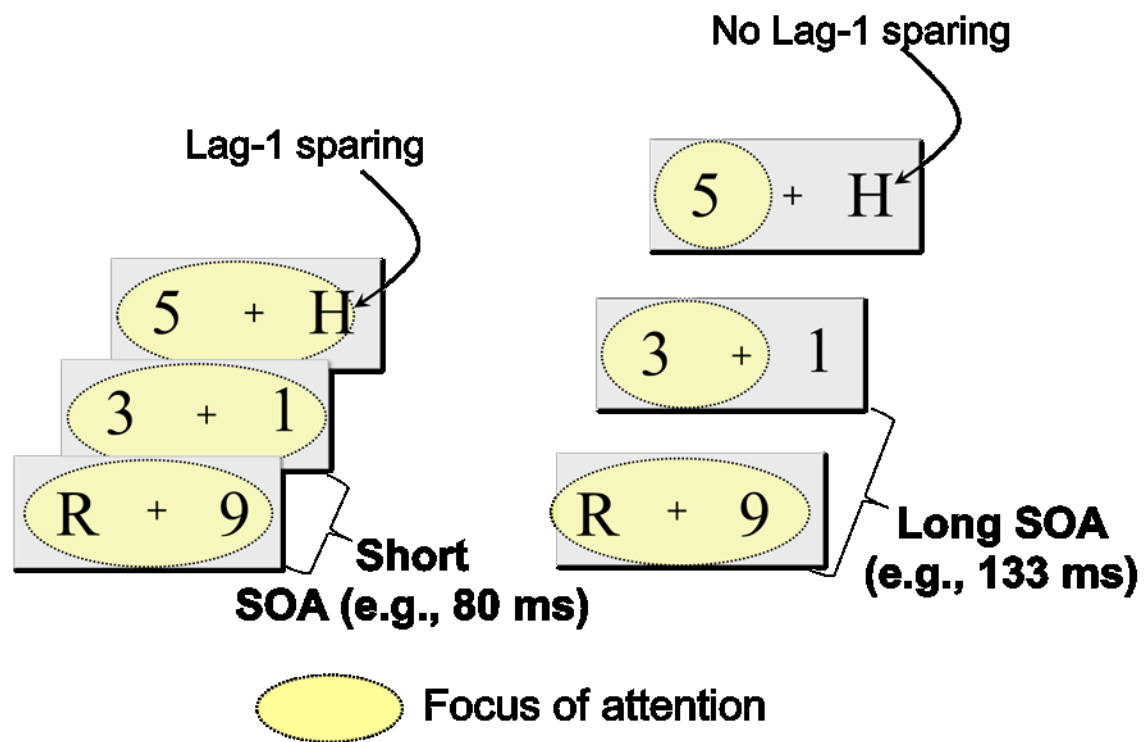 No Lag-1 sparing
Lag-1 sparing
5 + H
5 + H
3 + 1
3 + 1
R + 9
R + 9
Short
SOA (e.g., 80 ms)
Long SOA
(e.g., 133 ms)
Focus of attention